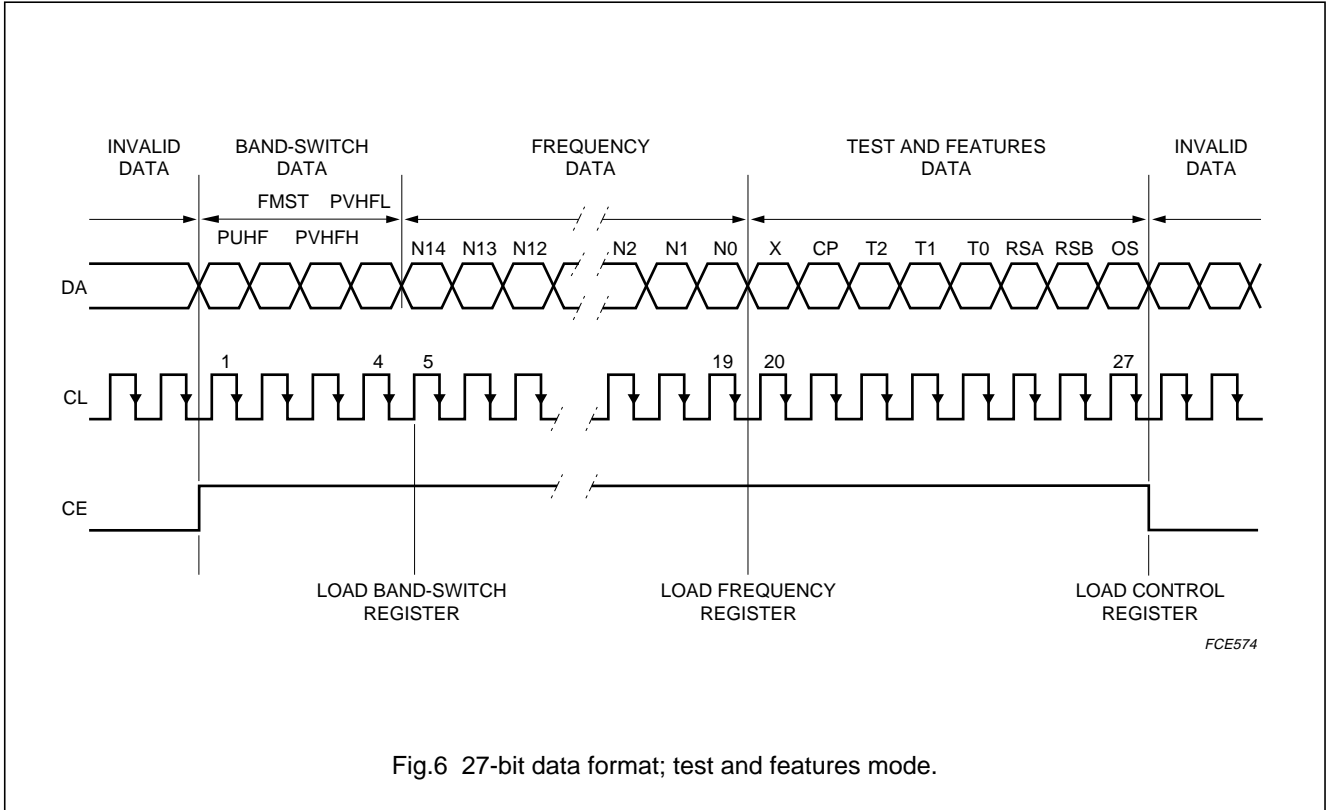 INVALID DATA
BAND-SWITCH DATA
FREQUENCY DATA
TEST AND FEATURES DATA
INVALID DATA
FMST PVHFL
PUHF PVHFH
N14 N13 N12 N2 N1 N0 X CP T2 T1 T0 RSA RSB OS
DA
1 4 5 19 20 27
CL
CE
LOAD BAND-SWITCH REGISTER
LOAD FREQUENCY REGISTER
LOAD CONTROL REGISTER
FCE574
Fig.6 27-bit data format; test and features mode.